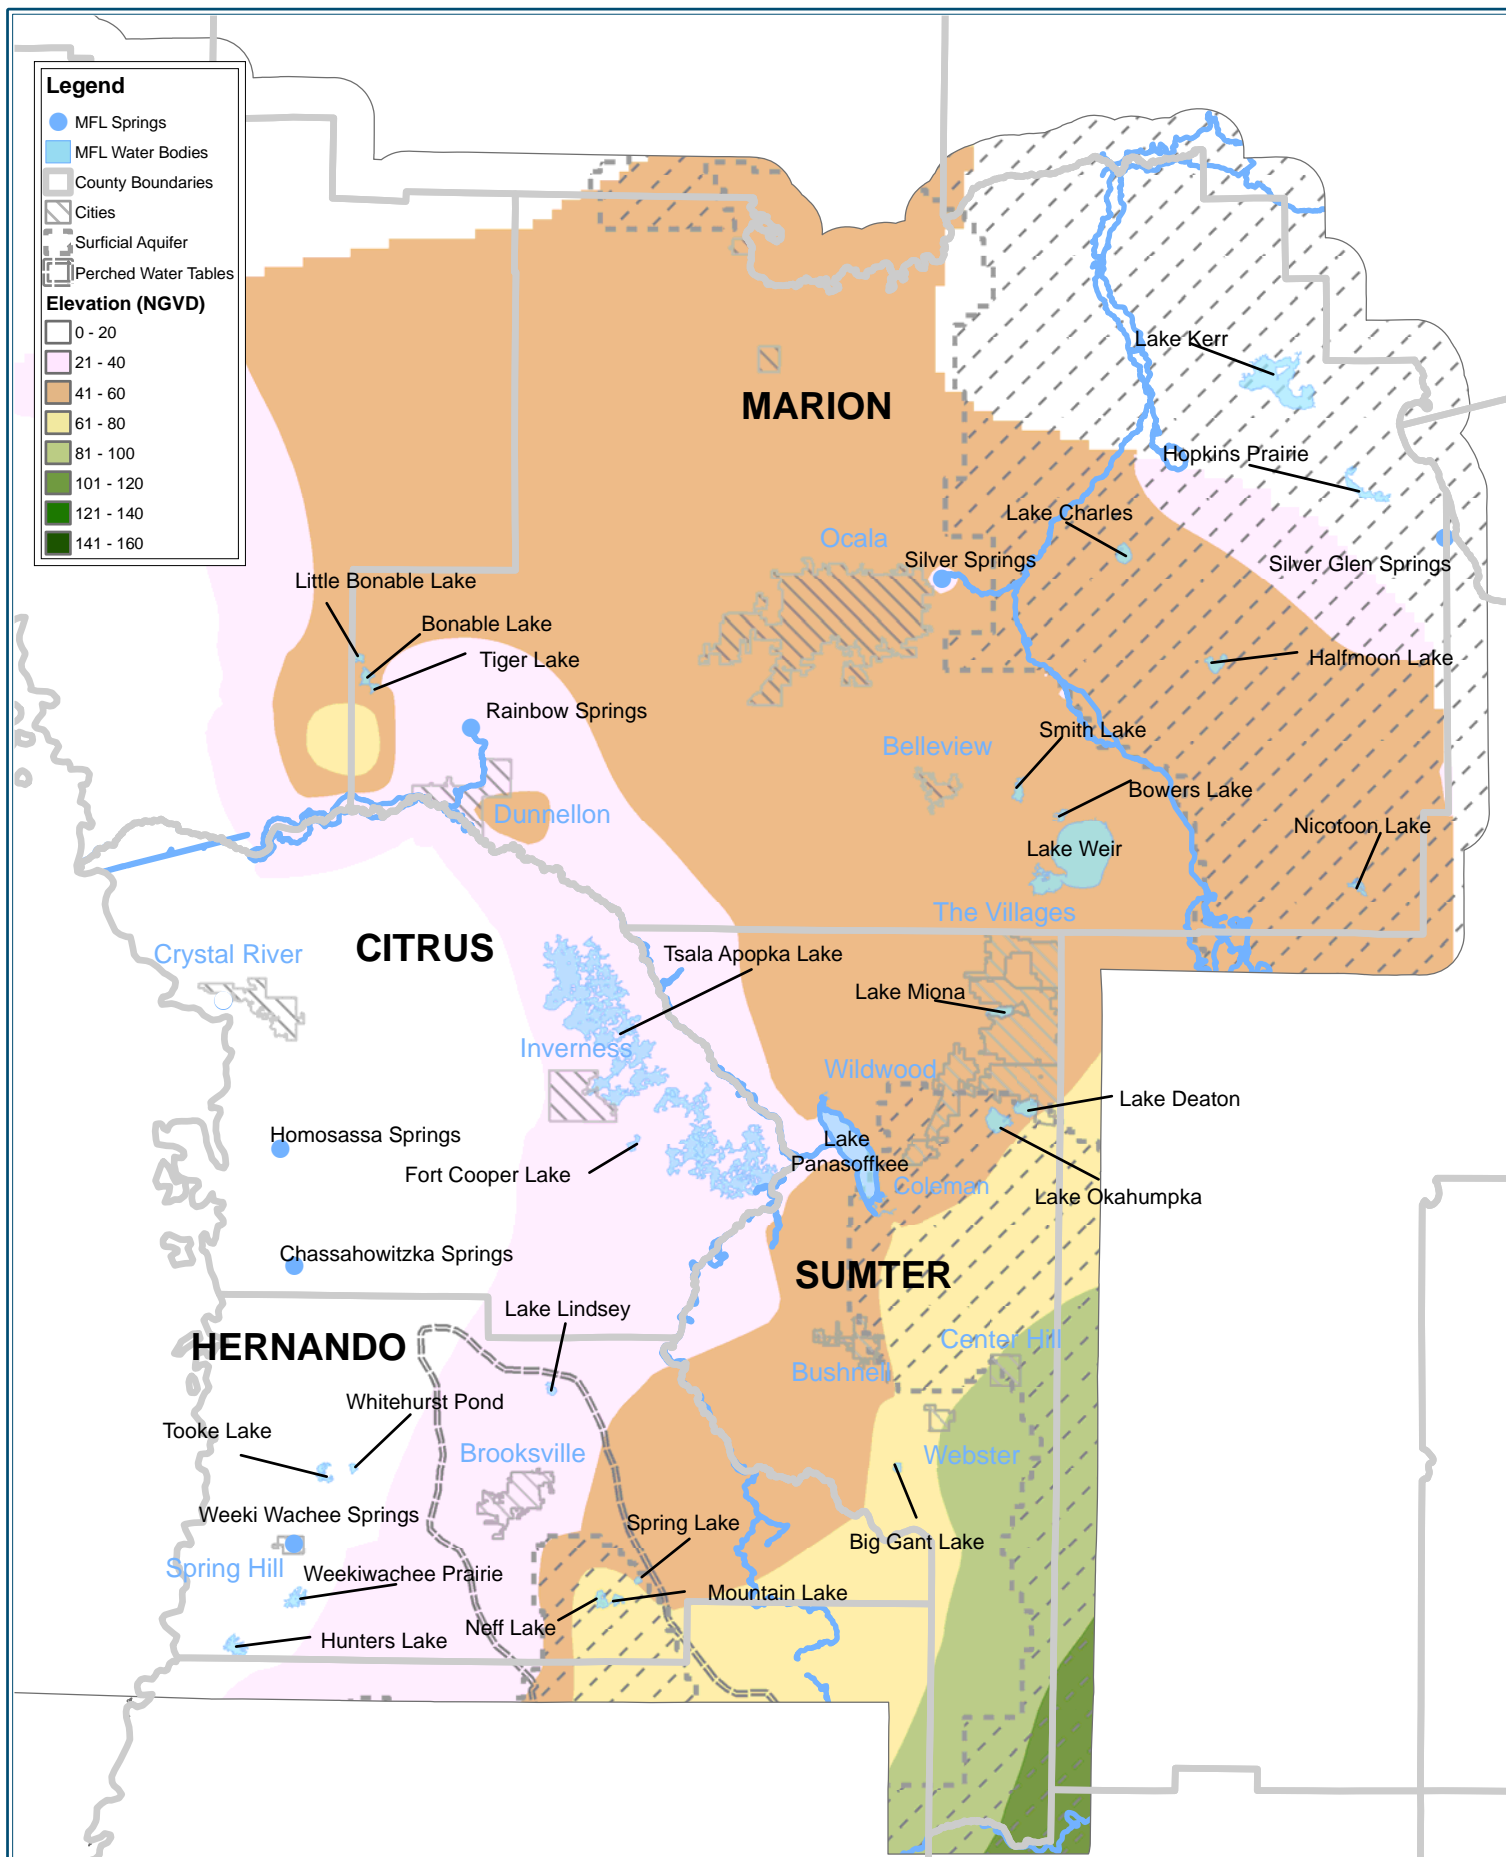 Legend
MFL Springs
MFL Water Bodies
County Boundaries
Cities
Surficial Aquifer
Perched Water Tables
Elevation (NGVD)
0 - 20
21 - 40
41 - 60
61 - 80
81 - 100
101 - 120
121 - 140
141 - 160
Lake Kerr
MARION
Hopkins Prairie
Lake Charles
Ocala
Silver Springs
Silver Glen Springs
Little Bonable Lake
Bonable Lake
Tiger Lake
Halfmoon Lake
Rainbow Springs
Smith Lake
Belleview
Bowers Lake
Dunnellon
Nicotoon Lake
Lake Weir
The Villages
CITRUS
Crystal River
Tsala Apopka Lake
Lake Miona
Inverness
Wildwood
Lake Deaton
Homosassa Springs
Lake
Panasoffkee
Fort Cooper Lake
Coleman
Lake Okahumpka
Chassahowitzka Springs
SUMTER
Lake Lindsey
HERNANDO
Center Hill
Bushnell
Whitehurst Pond
Tooke Lake
Brooksville
Webster
Weeki Wachee Springs
Spring Lake
Big Gant Lake
Spring Hill
Weekiwachee Prairie
Mountain Lake
Neff Lake
Hunters Lake